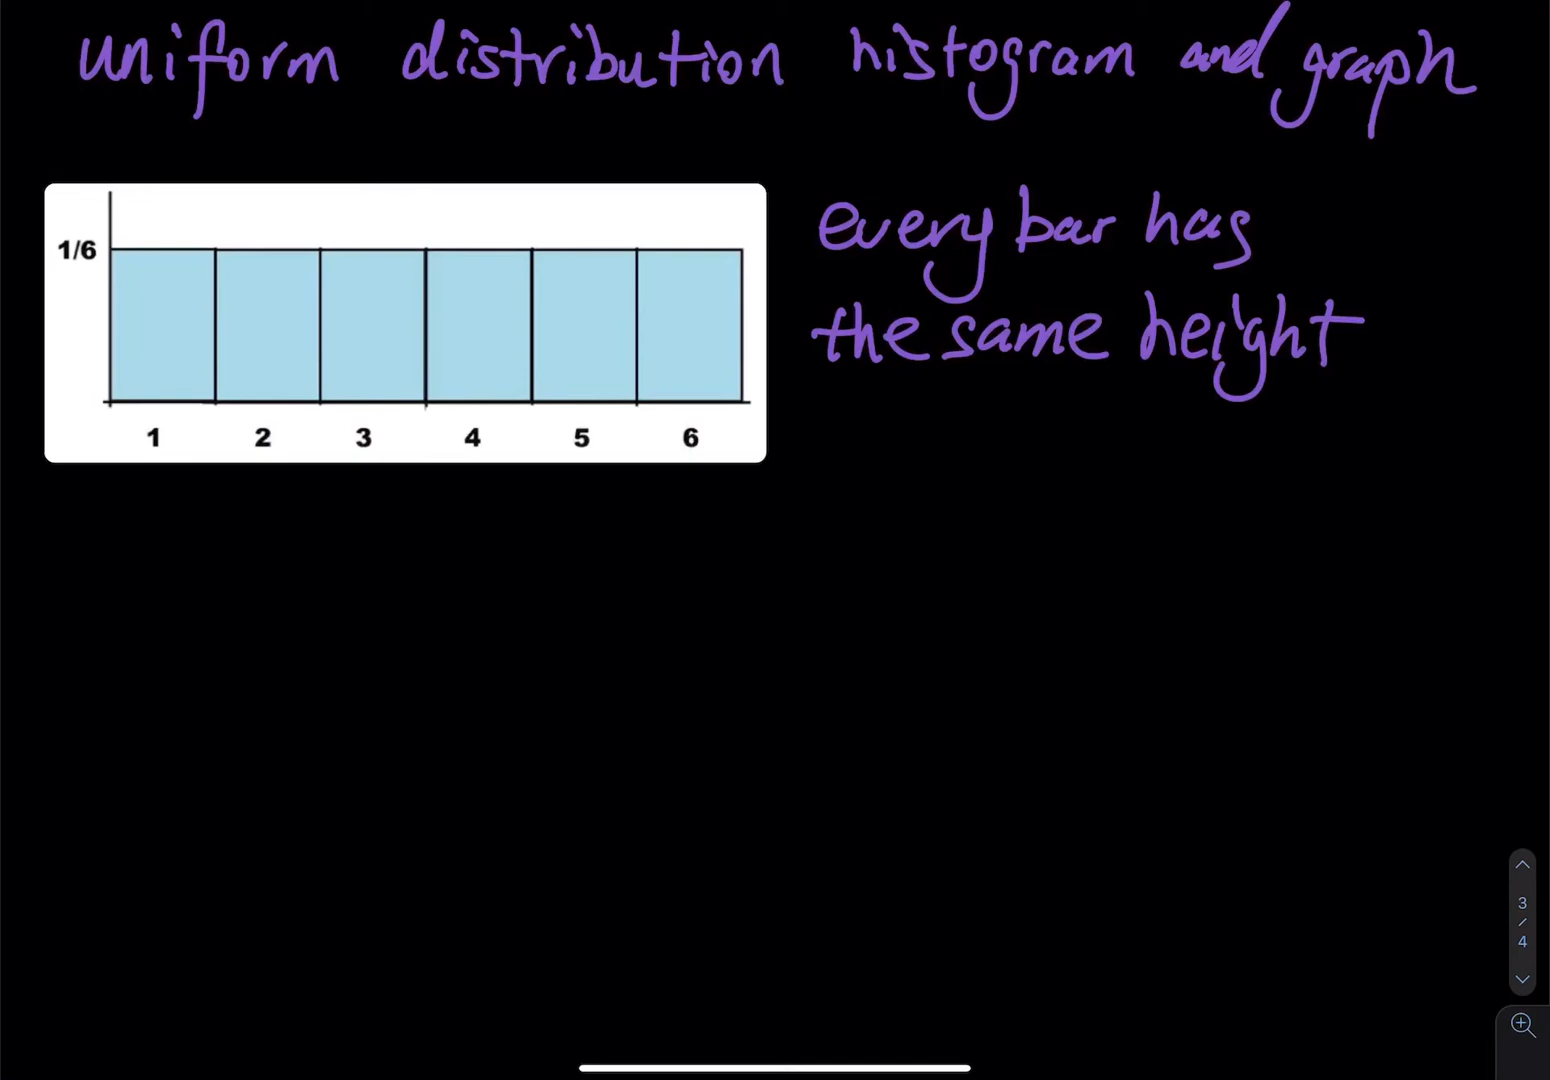 uniform distribution histogram and graph
1/6
1 2 3 4 5 6
every bar has
the same height
3
/
4